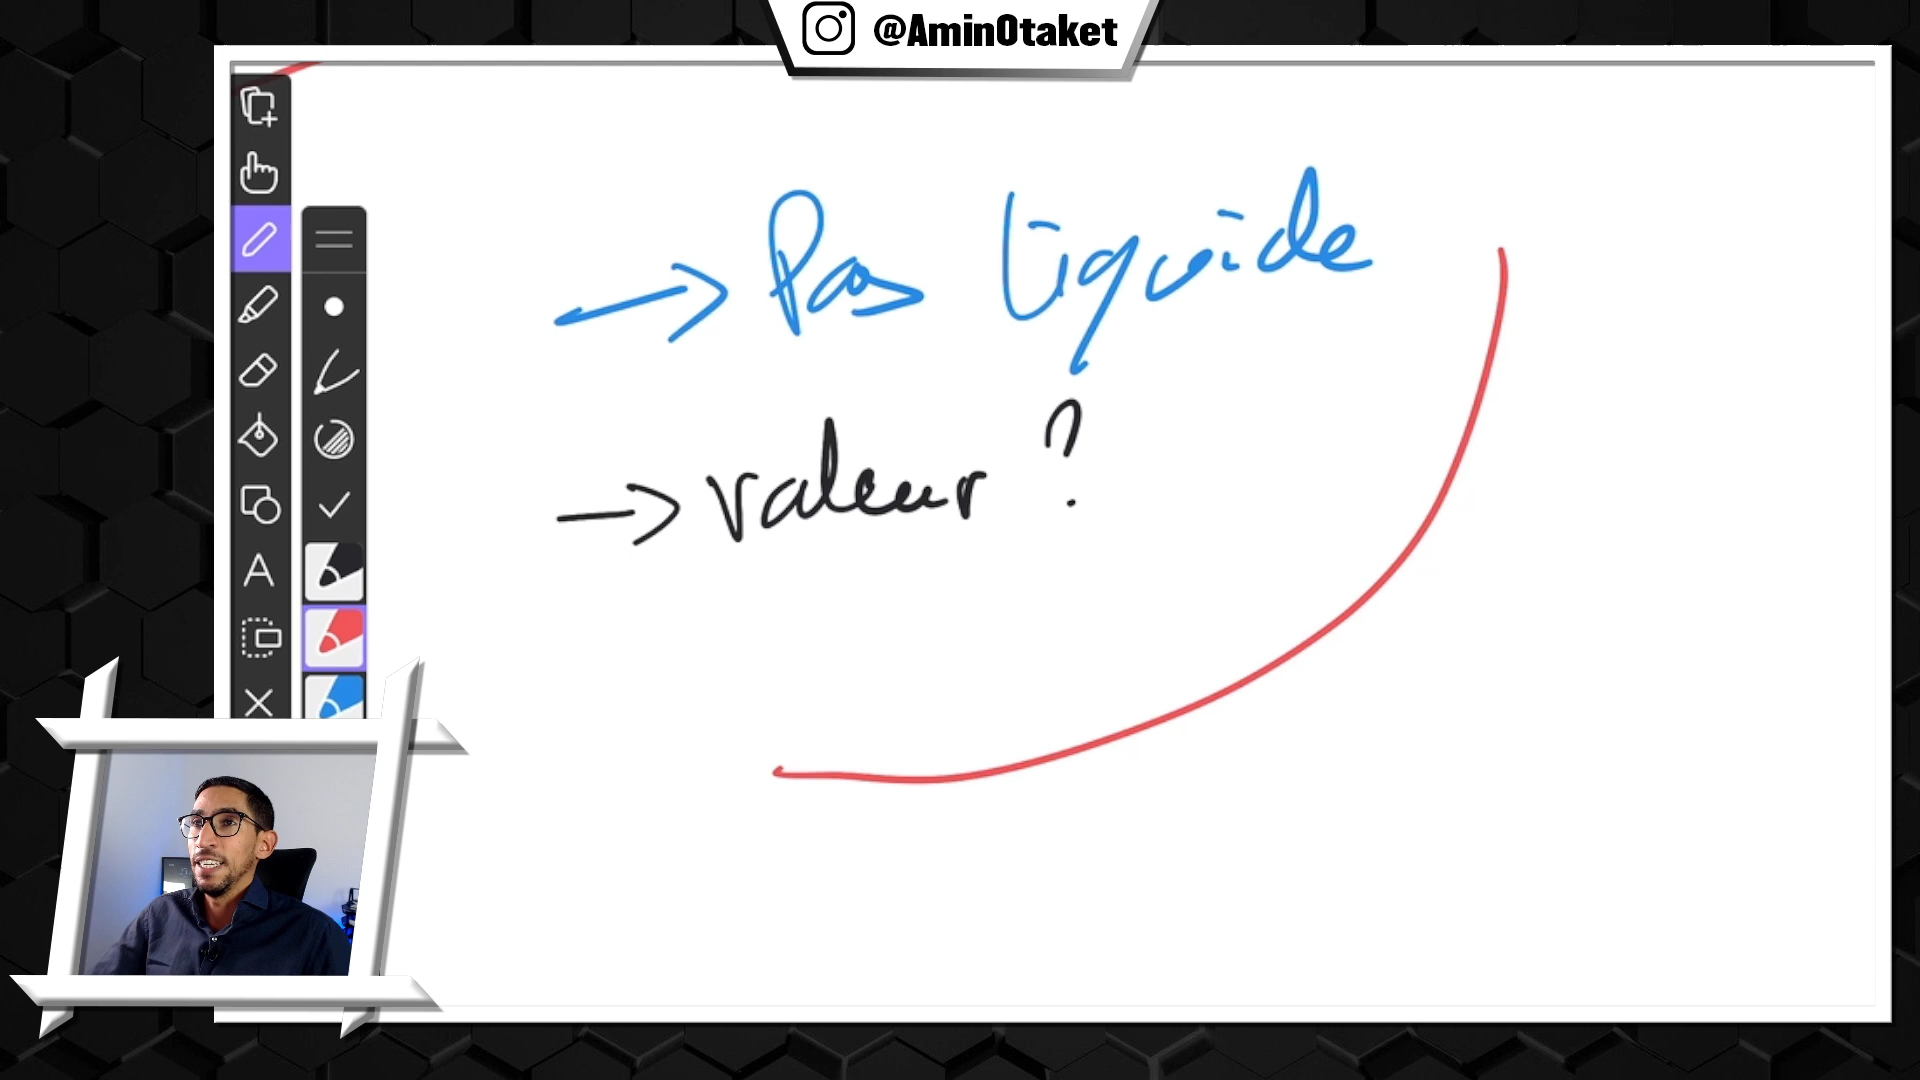 @AminOtaket
→ Pas liquide
→ valeur ?
A